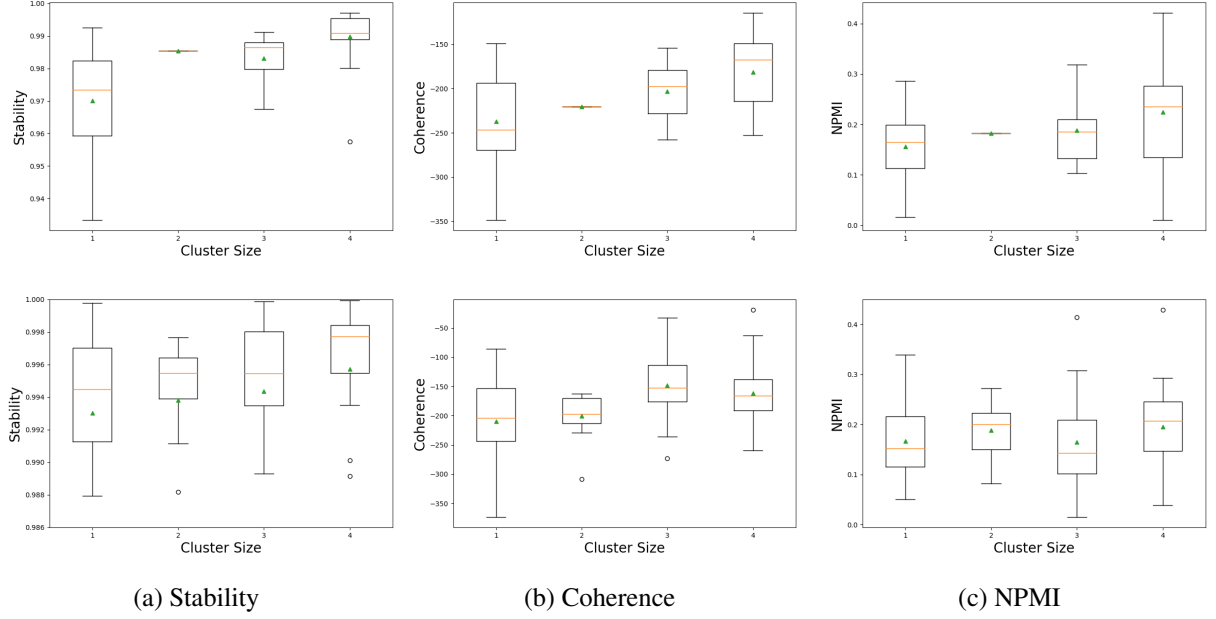 1.00
0.99
0.98
0.97
0.96
0.95
0.94
Stability
1 2 3 4
Cluster Size
−150
−200
−250
−300
−350
Coherence
1 2 3 4
Cluster Size
0.4
0.3
0.2
0.1
0.0
NPMI
1 2 3 4
Cluster Size
1.000
0.998
0.996
0.994
0.992
0.990
0.988
0.986
Stability
1 2 3 4
Cluster Size
−50
−100
−150
−200
−250
−300
−350
Coherence
1 2 3 4
Cluster Size
0.4
0.3
0.2
0.1
0.0
NPMI
1 2 3 4
Cluster Size
(a) Stability
(b) Coherence
(c) NPMI